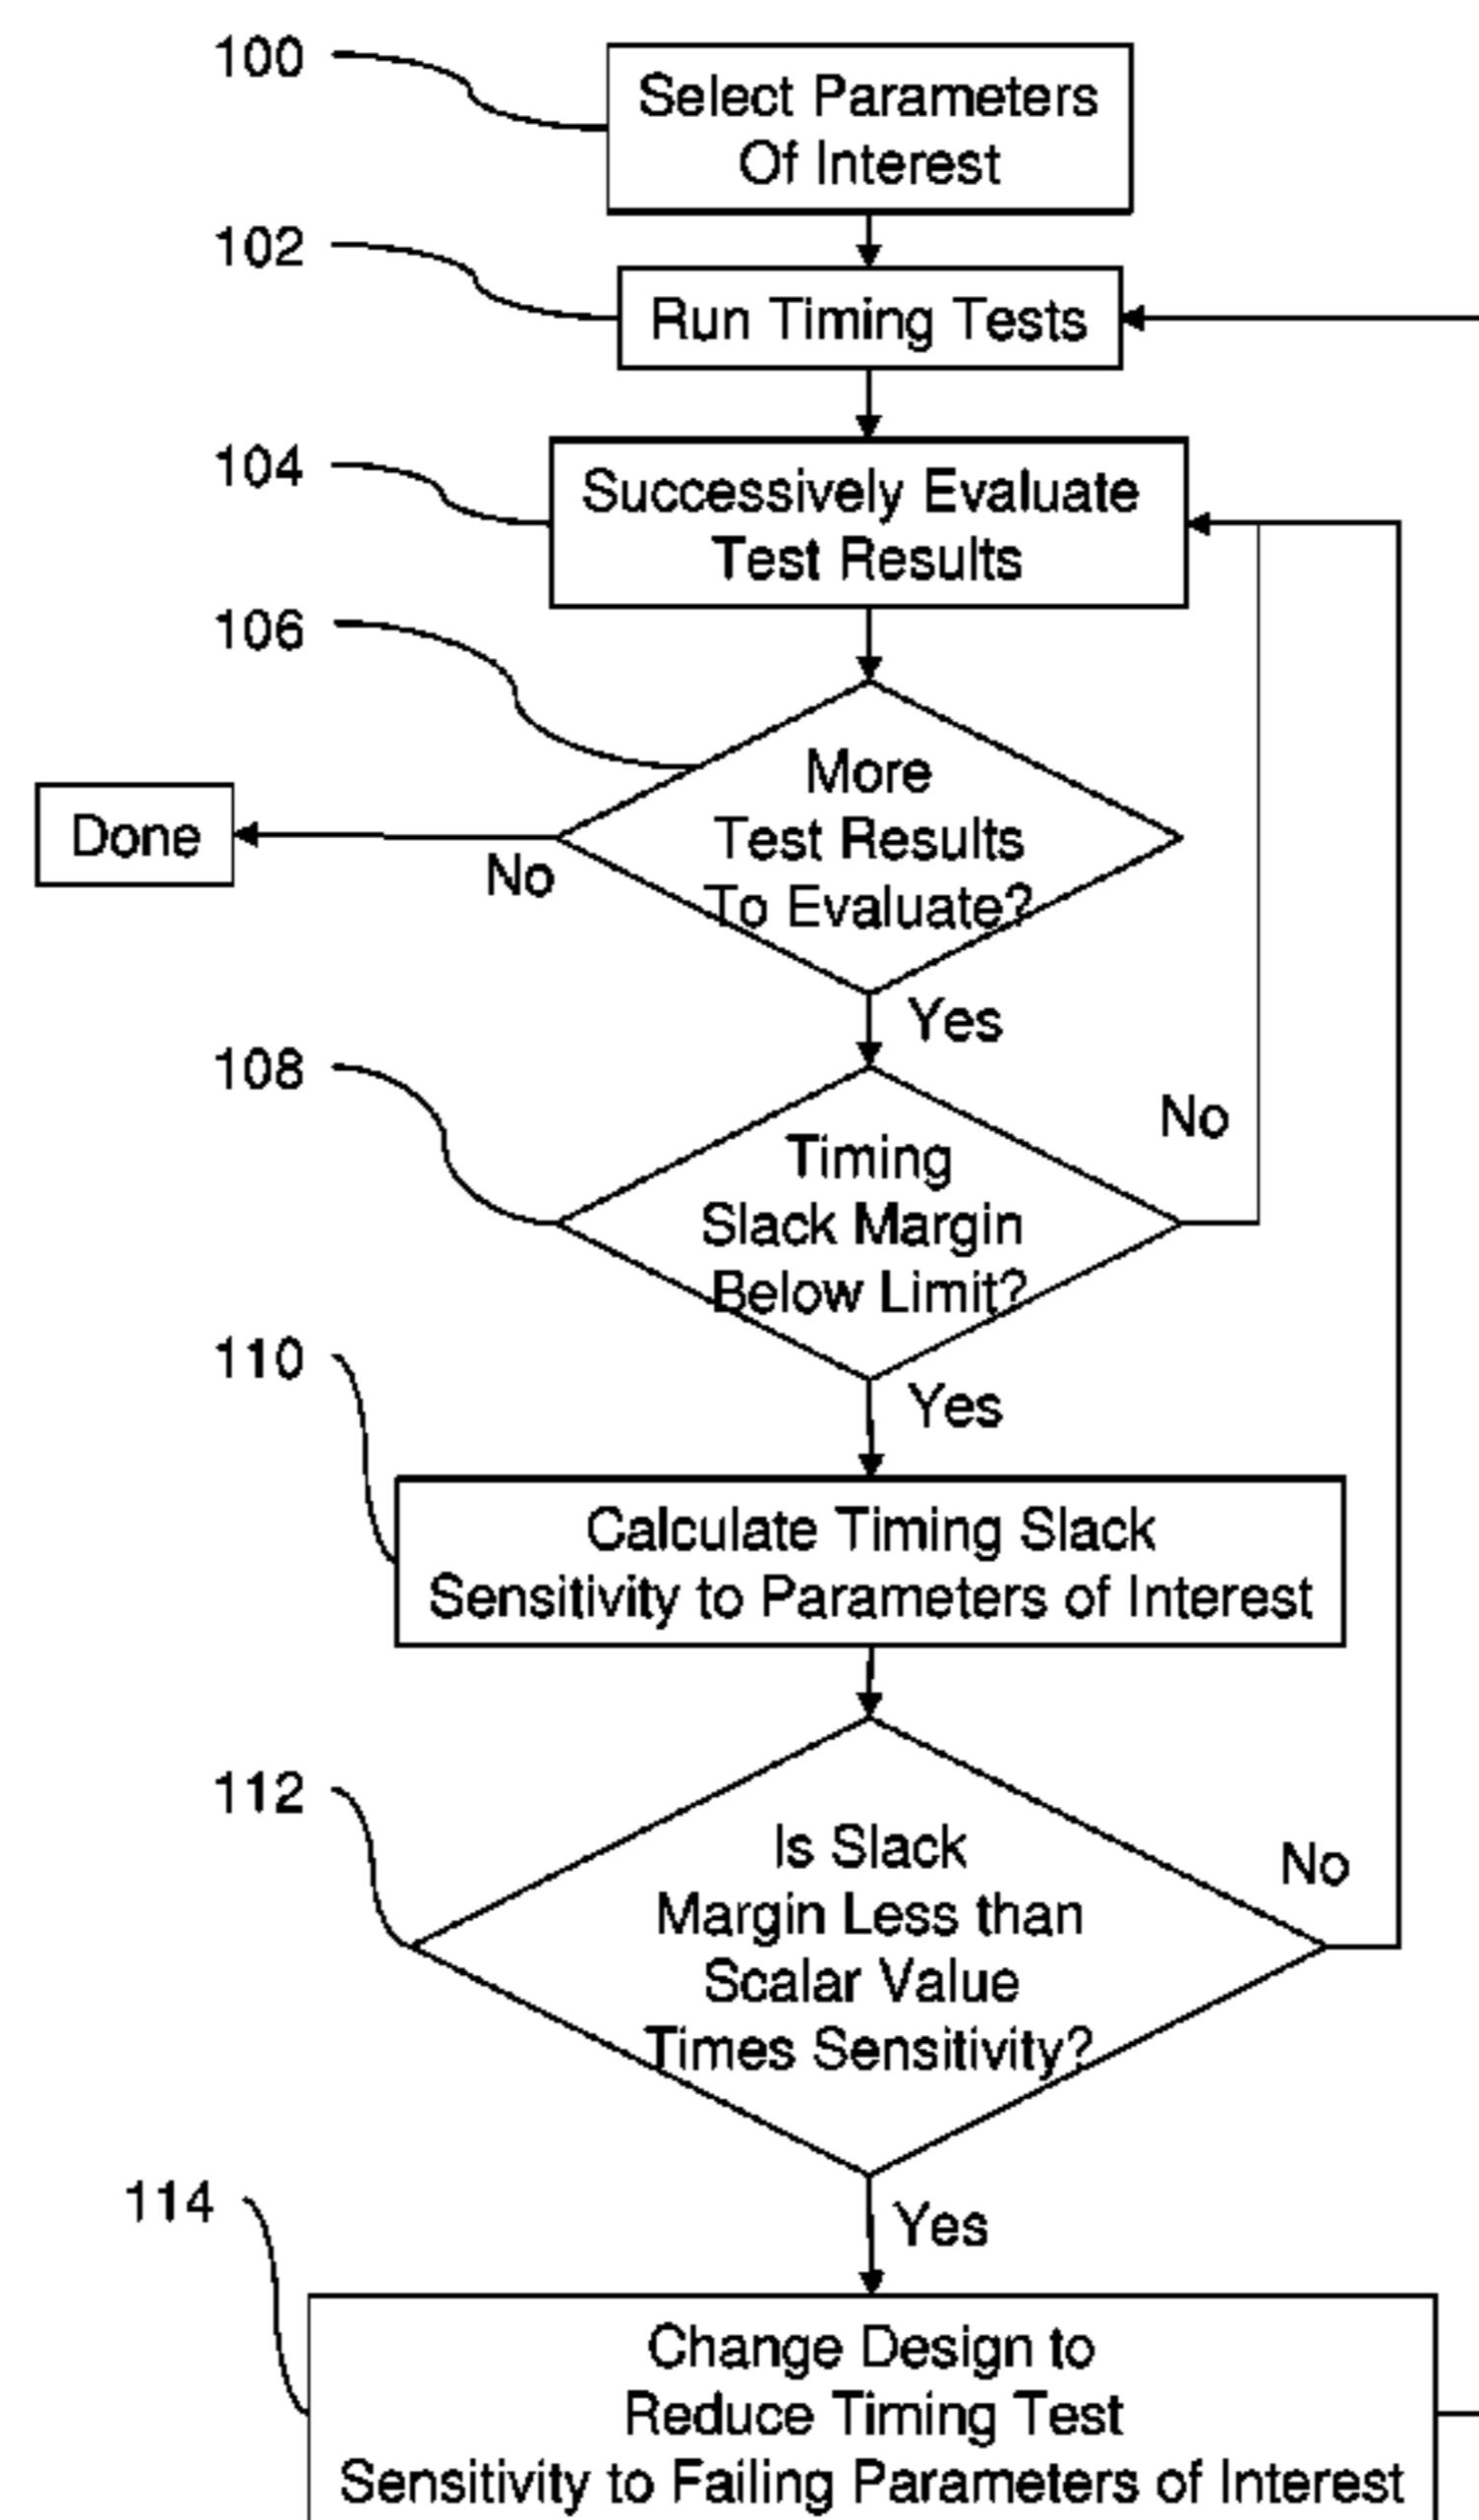 100
Select Parameters
Of Interest
102
Run Timing Tests
104
Successively Evaluate
Test Results
106
More
Test Results
To Evaluate?
Done
No
Yes
108
No
Timing
Slack Margin
Below Limit?
110
Yes
Calculate Timing Slack
Sensitivity to Parameters of Interest
112
Is Slack
No
Margin Less than
Scalar Value
Times Sensitivity?
114
Yes
Change Design to
Reduce Timing Test
Sensitivity to Failing Parameters of Interest